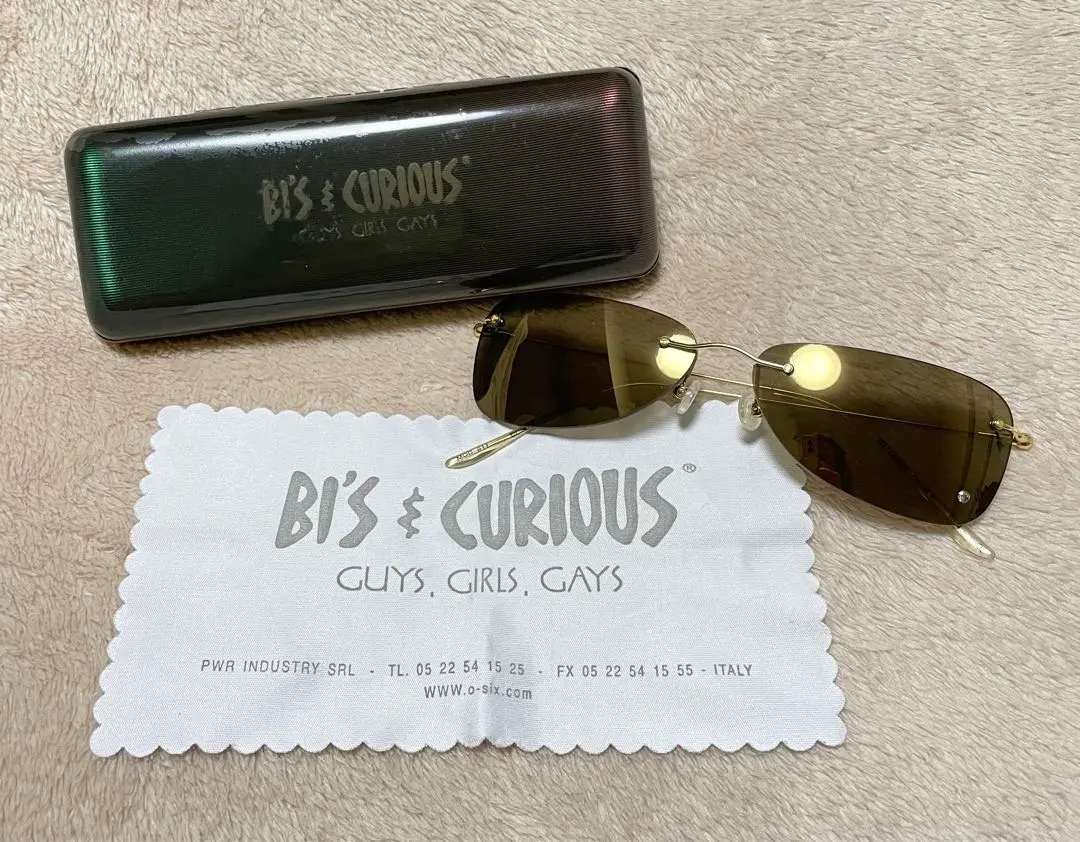 BI'S & CURIOUS®
GIRLS GAYS
BI'S & CURIOUS®
GUYS, GIRLS, GAYS
PWR INDUSTRY SRL - TL. 05 22 54 15 25 - FX 05 22 54 15 55 - ITALY
WWW.o-six.com